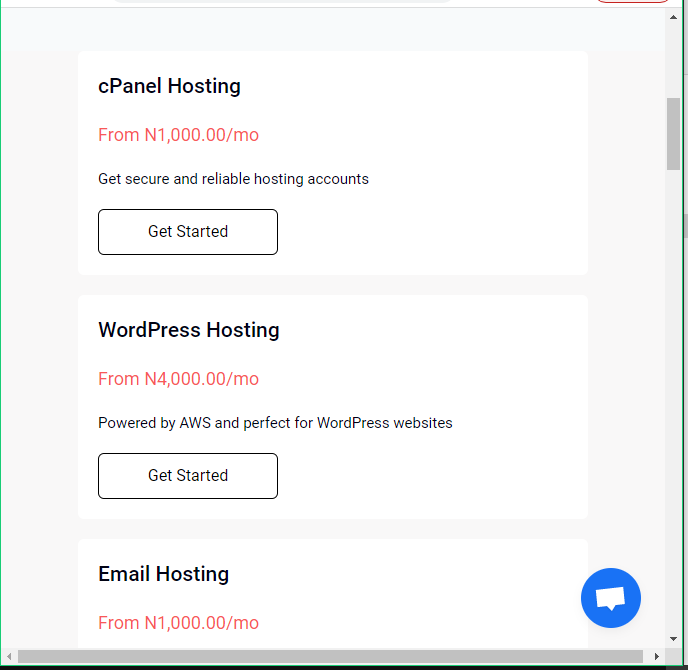 cPanel Hosting
From N1,000.00/mo
Get secure and reliable hosting accounts
Get Started
WordPress Hosting
From N4,000.00/mo
Powered by AWS and perfect for WordPress websites
Get Started
Email Hosting
From N1,000.00/mo